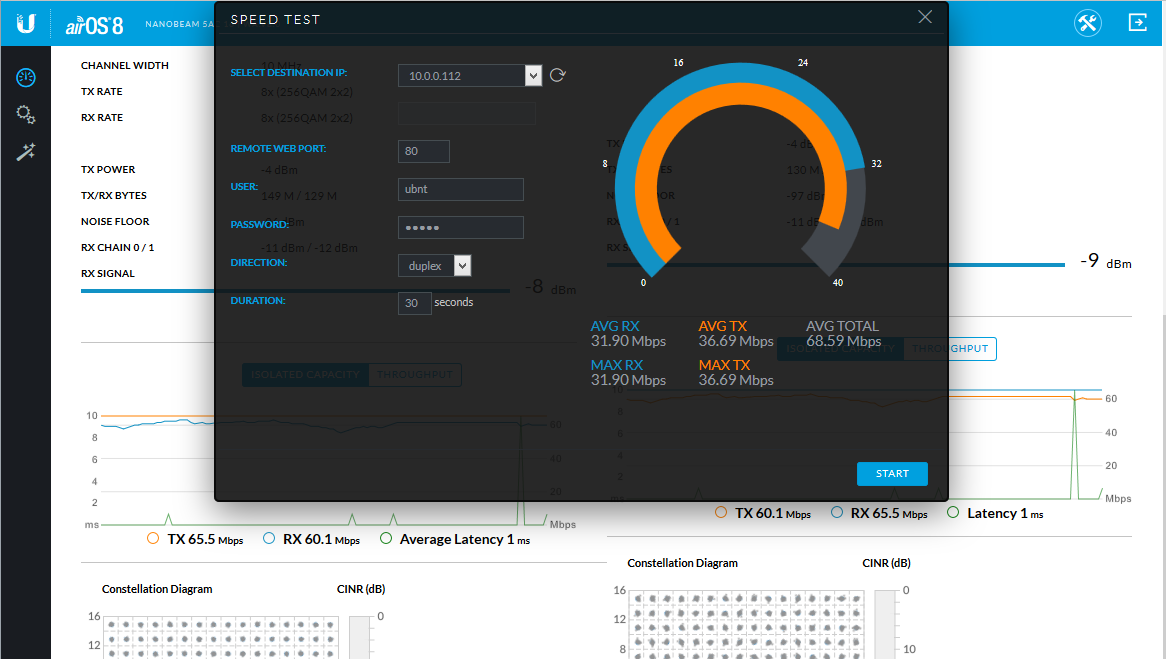 airOS 8 NANOBEAM 5A
SPEED TEST
CHANNEL WIDTH 10 MHz
TX RATE 8x (256QAM 2x2)
RX RATE 8x (256QAM 2x2)
TX POWER -4 dBm
TX/RX BYTES 149 M / 129 M
NOISE FLOOR dBm
RX CHAIN 0 / 1 -11 dBm / -12 dBm
RX SIGNAL
-8 dBm
SELECT DESTINATION IP: 10.0.0.112
REMOTE WEB PORT: 80
USER: ubnt
PASSWORD: •••••
DIRECTION: duplex
DURATION: 30 seconds
0 8 16 24 32 40
-4 dBm
130 M
-97 dBm
/ 1 -11 dBm
RX S
-9 dBm
AVG RX AVG TX AVG TOTAL
31.90 Mbps 36.69 Mbps 68.59 Mbps
MAX RX MAX TX
31.90 Mbps 36.69 Mbps
START
ISOLATED CAPACITY THROUGHPUT
10
8
6
4
2
ms
60
40
20
Mbps
TX 65.5 Mbps RX 60.1 Mbps Average Latency 1 ms
Constellation Diagram CINR (dB)
16
12
0
ISOLATED CAPACITY THROUGHPUT
8
6
4
2
60
40
20
Mbps
TX 60.1 Mbps RX 65.5 Mbps Latency 1 ms
Constellation Diagram CINR (dB)
16
12
8
0
10